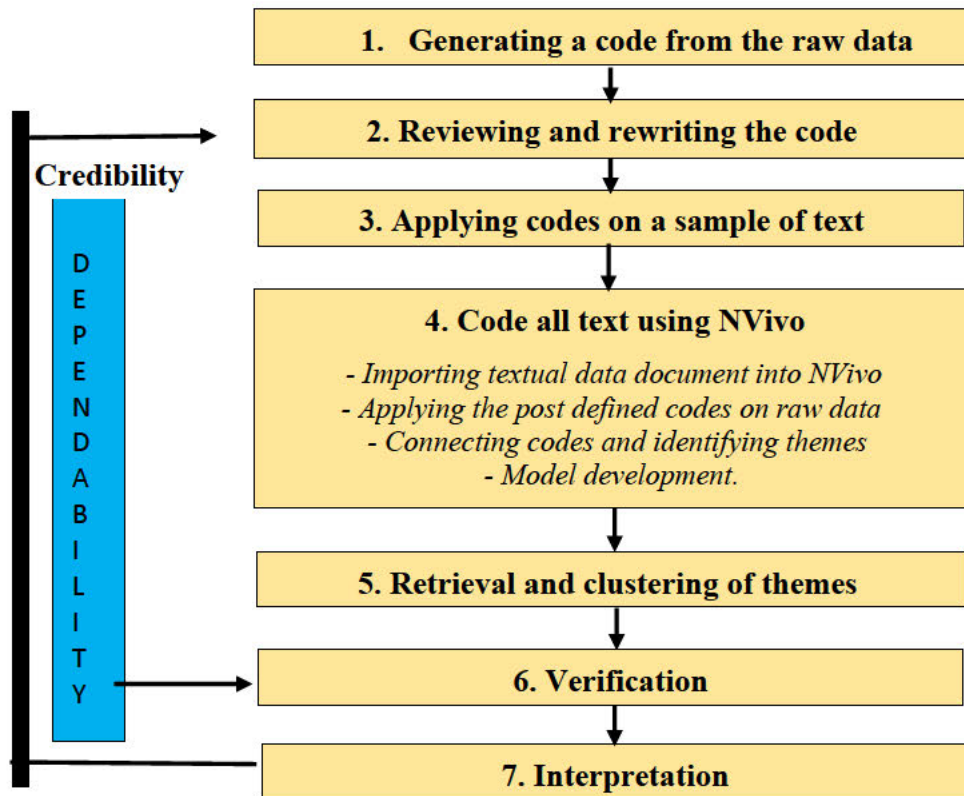 1. Generating a code from the raw data
2. Reviewing and rewriting the code
Credibility
3. Applying codes on a sample of text
DEPENDABILITY
4. Code all text using NVivo
- Importing textual data document into NVivo
- Applying the post defined codes on raw data
- Connecting codes and identifying themes
- Model development.
5. Retrieval and clustering of themes
6. Verification
7. Interpretation